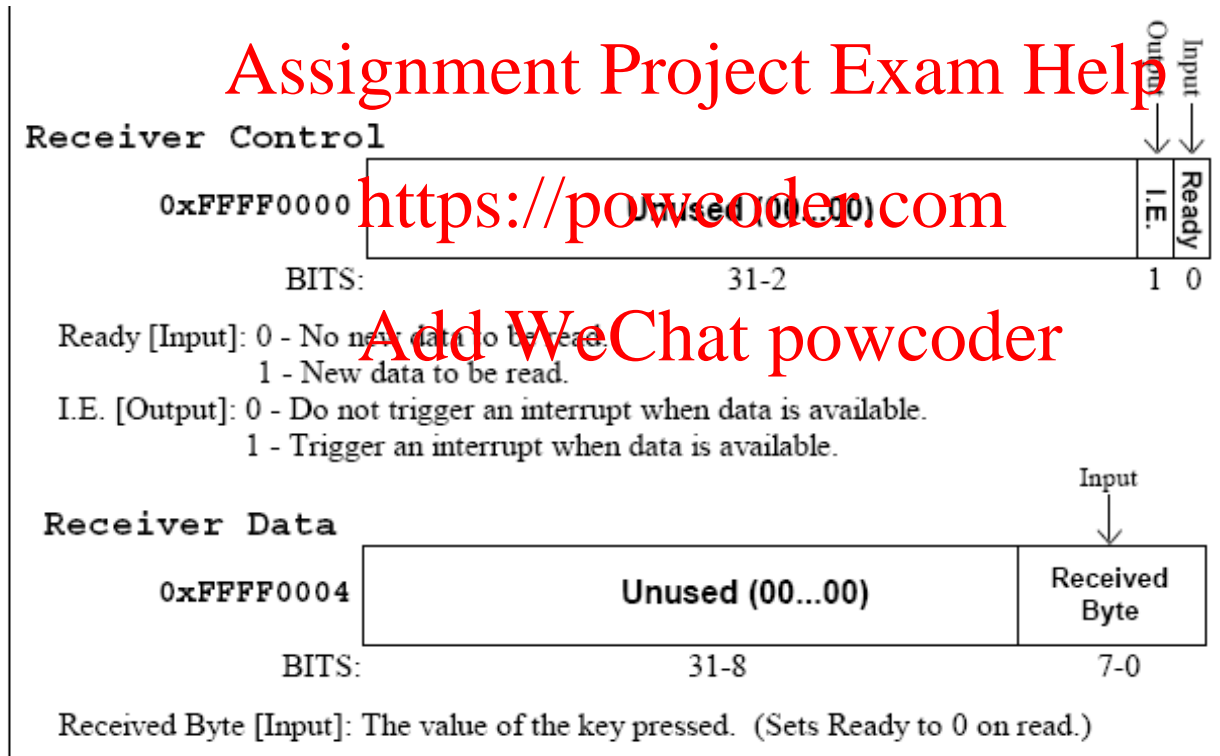 Assignment Project Exam Help
Output
Input
Receiver Control
0xFFFF0000
https://powcoder.com
Unused (00...00)
I.E.
Ready
BITS:
31-2
1 0
Add WeChat powcoder
Ready [Input]: 0 - No new data to be read.
1 - New data to be read.
I.E. [Output]: 0 - Do not trigger an interrupt when data is available.
1 - Trigger an interrupt when data is available.
Input
Receiver Data
0xFFFF0004
Unused (00...00)
Received
Byte
BITS:
31-8
7-0
Received Byte [Input]: The value of the key pressed. (Sets Ready to 0 on read.)